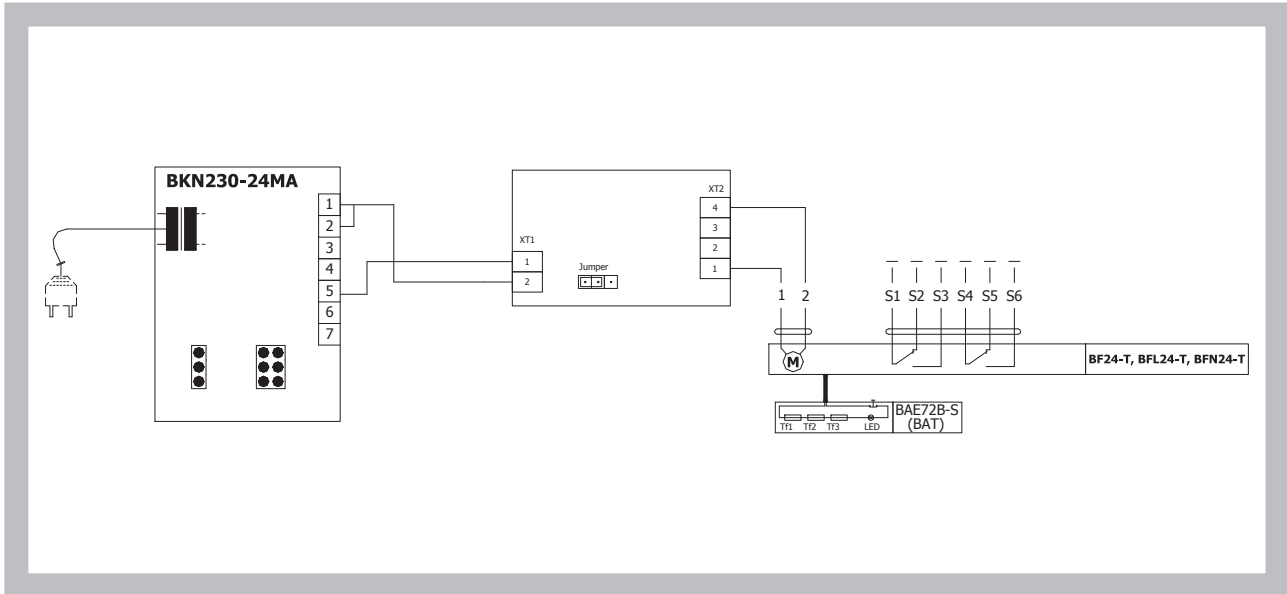 BKN230-24MA
1
2
3
4
5
6
7
XT1
1
2
Jumper
XT2
4
3
2
1
1 2
S1 S2 S3 S4 S5 S6
M
BF24-T, BFL24-T, BFN24-T
T
Tf1 Tf2 Tf3 LED
BAE72B-S
(BAT)